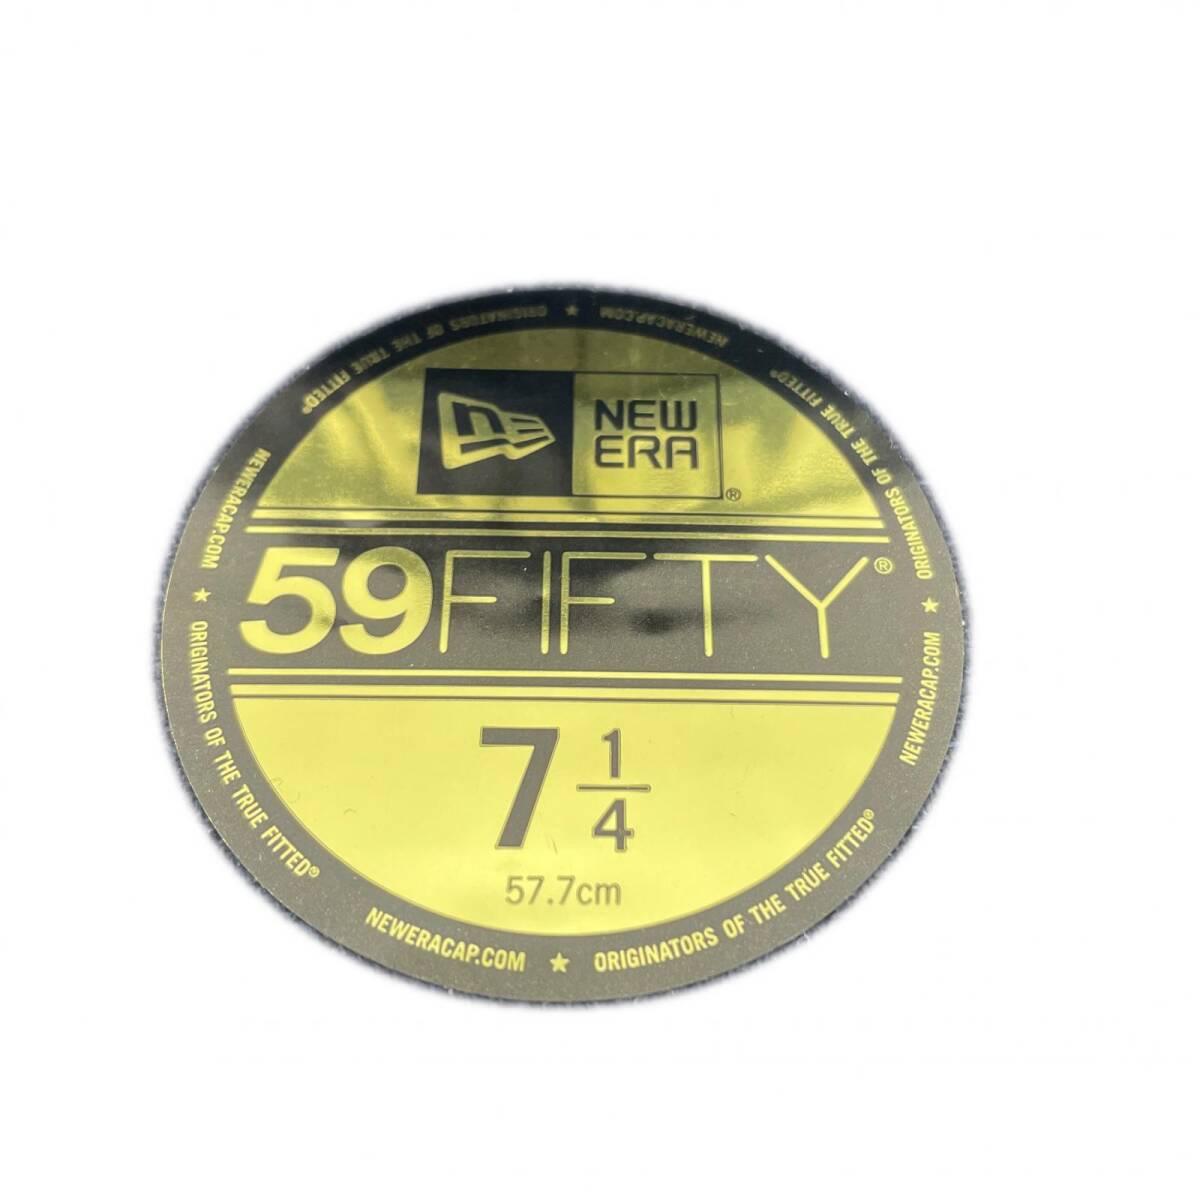 NEW
ERA®
59FIFTY®
7 1/4
57.7cm
NEWERACAP.COM ★ ORIGINATORS OF THE TRUE FITTED®
NEWERACAP.COM ★ ORIGINATORS OF THE TRUE FITTED®
NEWERACAP.COM ★ ORIGINATORS OF THE TRUE FITTED®
NEWERACAP.COM ★ ORIGINATORS OF THE TRUE FITTED®